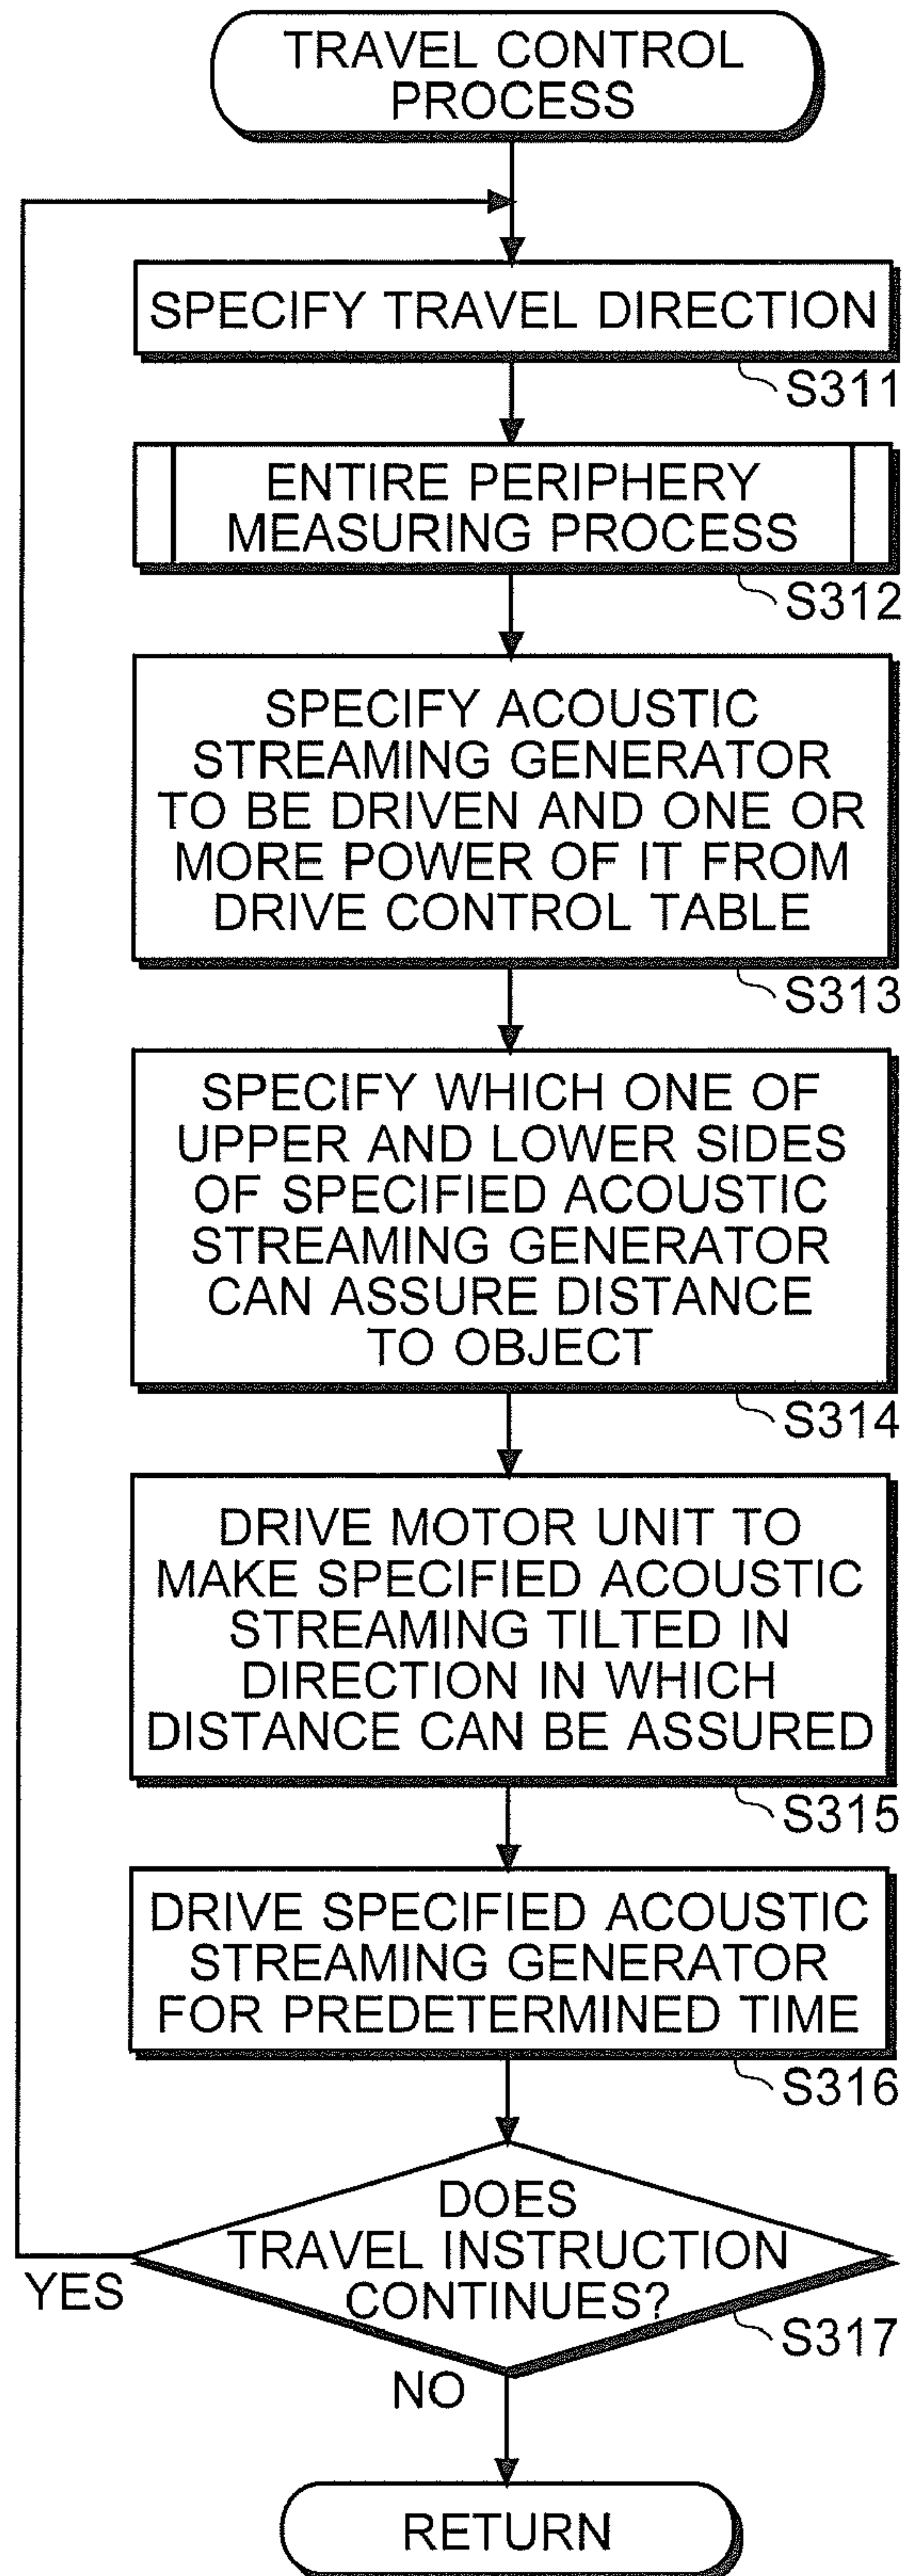 TRAVEL CONTROL
PROCESS
SPECIFY TRAVEL DIRECTION
S311
ENTIRE PERIPHERY
MEASURING PROCESS
S312
SPECIFY ACOUSTIC
STREAMING GENERATOR
TO BE DRIVEN AND ONE OR
MORE POWER OF IT FROM
DRIVE CONTROL TABLE
S313
SPECIFY WHICH ONE OF
UPPER AND LOWER SIDES
OF SPECIFIED ACOUSTIC
STREAMING GENERATOR
CAN ASSURE DISTANCE
TO OBJECT
S314
DRIVE MOTOR UNIT TO
MAKE SPECIFIED ACOUSTIC
STREAMING TILTED IN
DIRECTION IN WHICH
DISTANCE CAN BE ASSURED
S315
DRIVE SPECIFIED ACOUSTIC
STREAMING GENERATOR
FOR PREDETERMINED TIME
S316
DOES
TRAVEL INSTRUCTION
CONTINUES?
YES
S317
NO
RETURN